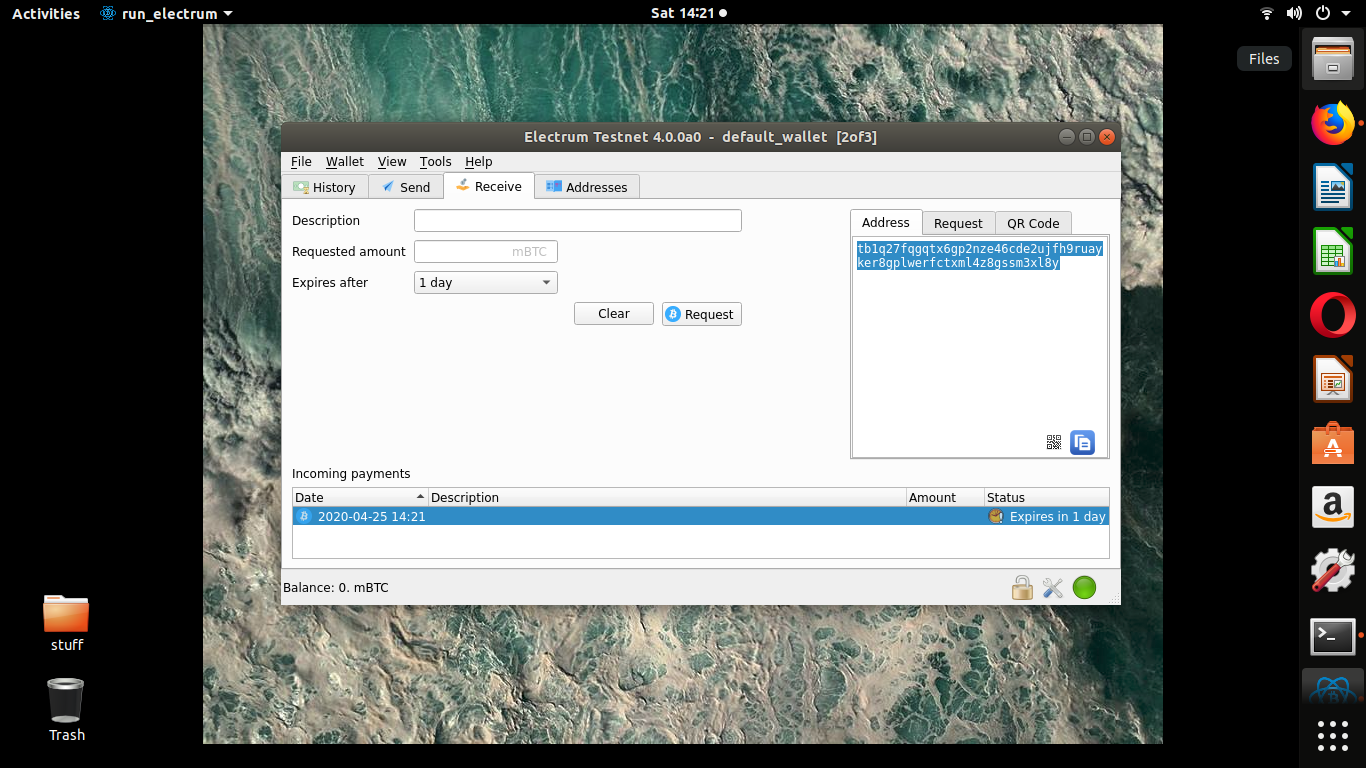 Activities run_electrum Sat 14:21
Files
Electrum Testnet 4.0.0a0 - default_wallet [2of3]
File Wallet View Tools Help
History Send Receive Addresses
Description
Requested amount mBTC
Expires after 1 day
Clear Request
Address Request QR Code
tb1q27fqgqtx6gp2nze46cde2ujfh9ruay
ker8gplwerfctxml4z8gssm3xl8y
Incoming payments
Date Description Amount Status
2020-04-25 14:21 Expires in 1 day
Balance: 0. mBTC
stuff
Trash